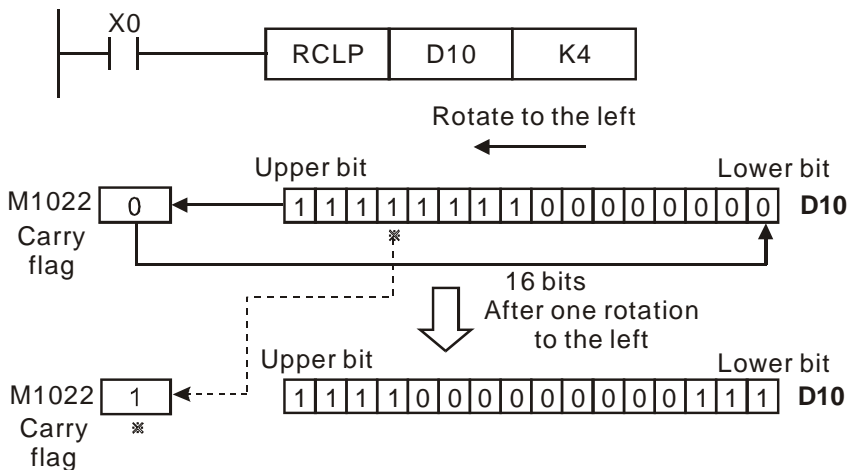 X0
RCLP D10 K4
Rotate to the left
Upper bit Lower bit
M1022 0 1 1 1 1 1 1 1 1 0 0 0 0 0 0 0 0 D10
Carry
flag
※
16 bits
After one rotation
to the left
Upper bit Lower bit
M1022 1 1 1 1 1 0 0 0 0 0 0 0 0 0 1 1 1 D10
Carry ※
flag